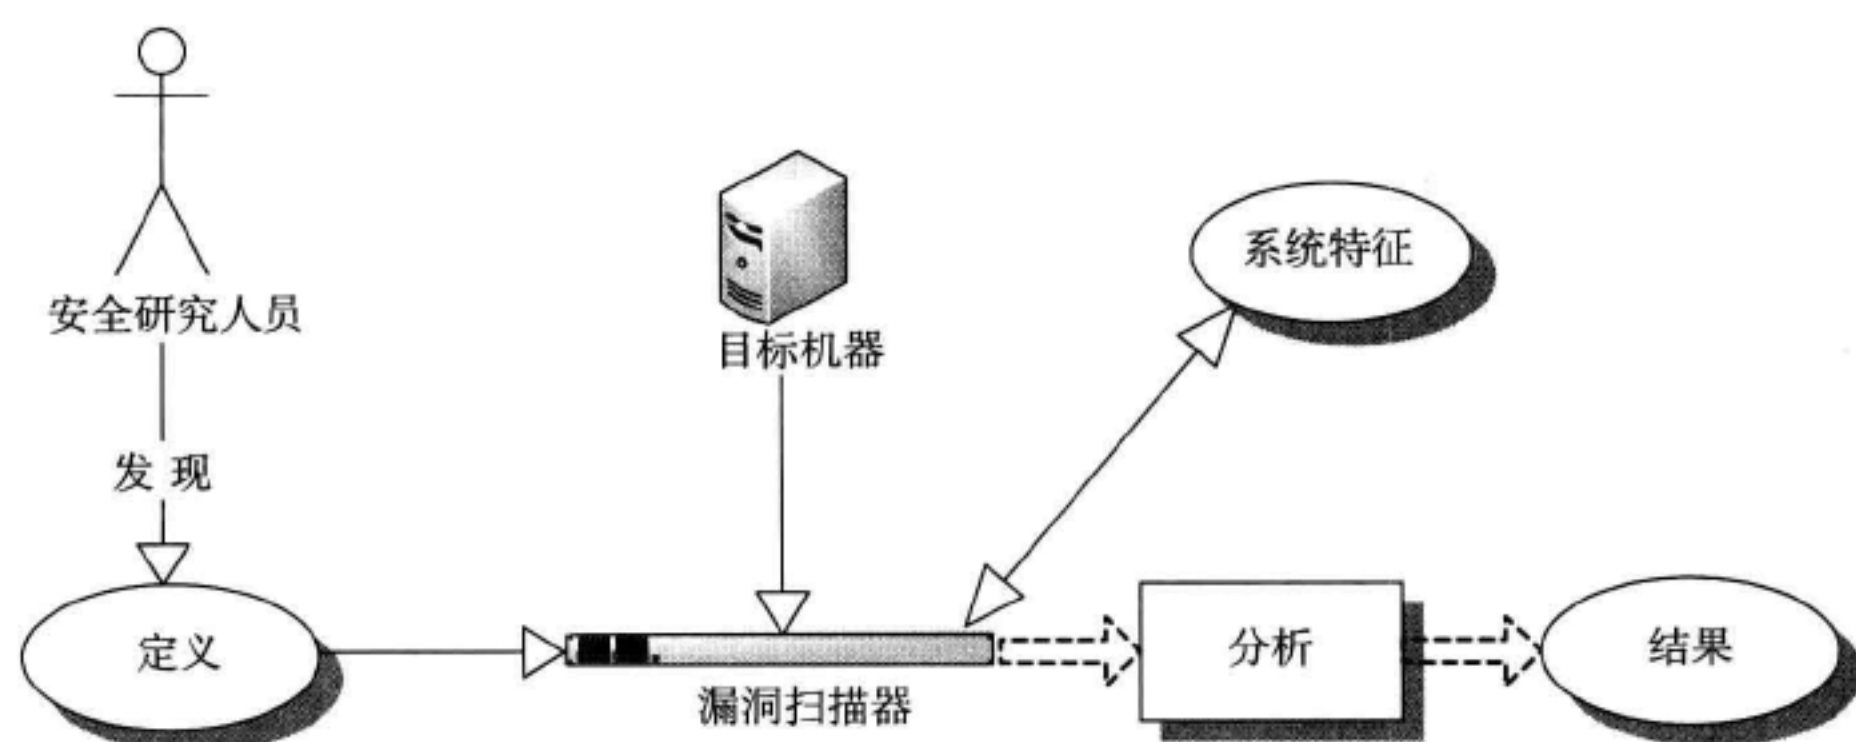 安全研究人员
发 现
定义
目标机器
漏洞扫描器
系统特征
分析
结果